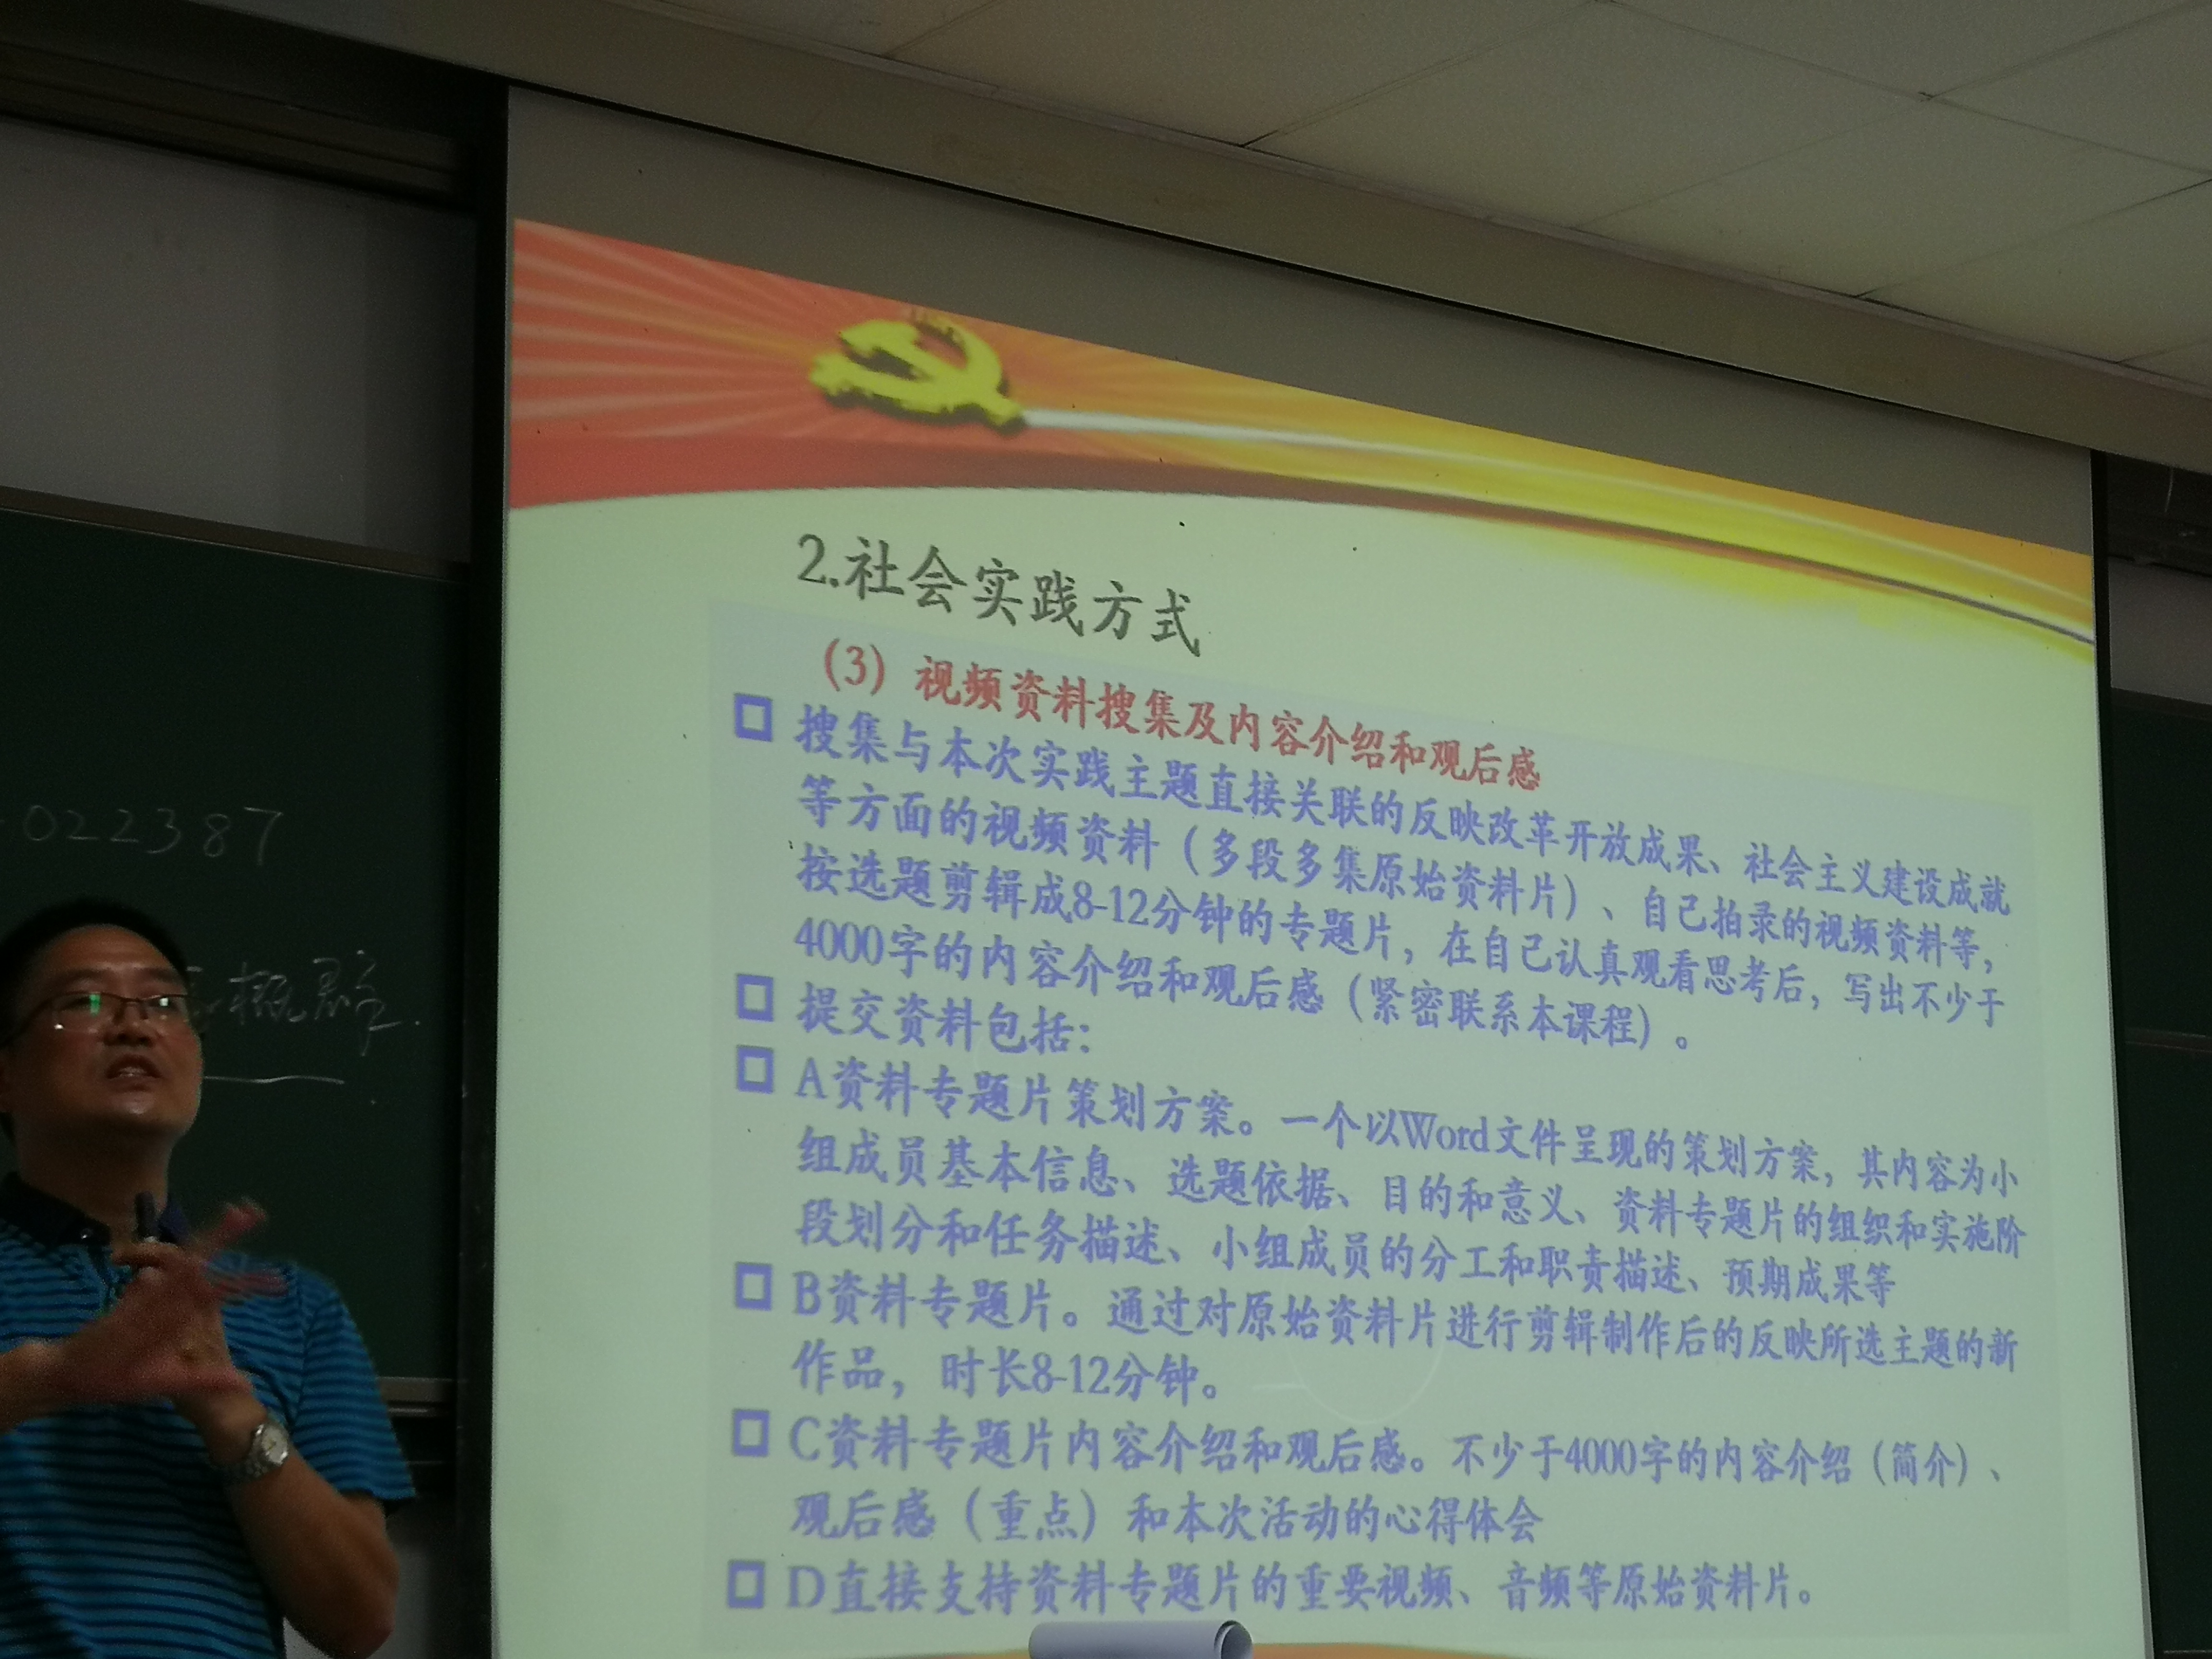 2.社会实践方式
(3)视频资料搜集及内容介绍和观后感
搜集与本次实践主题直接关联的反映改革开放成果、社会主义建设成就
等方面的视频资料(多段多集原始资料片)、自己拍录的视频资料等,
按选题剪辑成8-12分钟的专题片,在自己认真观看思考后,写出不少于
4000字的内容介绍和观后感(紧密联系本课程)。
提交资料包括:
A资料专题片策划方案。一个以Word文件呈现的策划方案,其内容为小
组成员基本信息、选题依据、目的和意义、资料专题片的组织和实施阶
段划分和任务描述、小组成员的分工和职责描述、预期成果等
B资料专题片。通过对原始资料片进行剪辑制作后的反映所选主题的新
作品,时长8-12分钟。
C资料专题片内容介绍和观后感。不少于4000字的内容介绍(简介)、
观后感(重点)和本次活动的心得体会
D直接支持资料专题片的重要视频、音频等原始资料片。
022387
概群